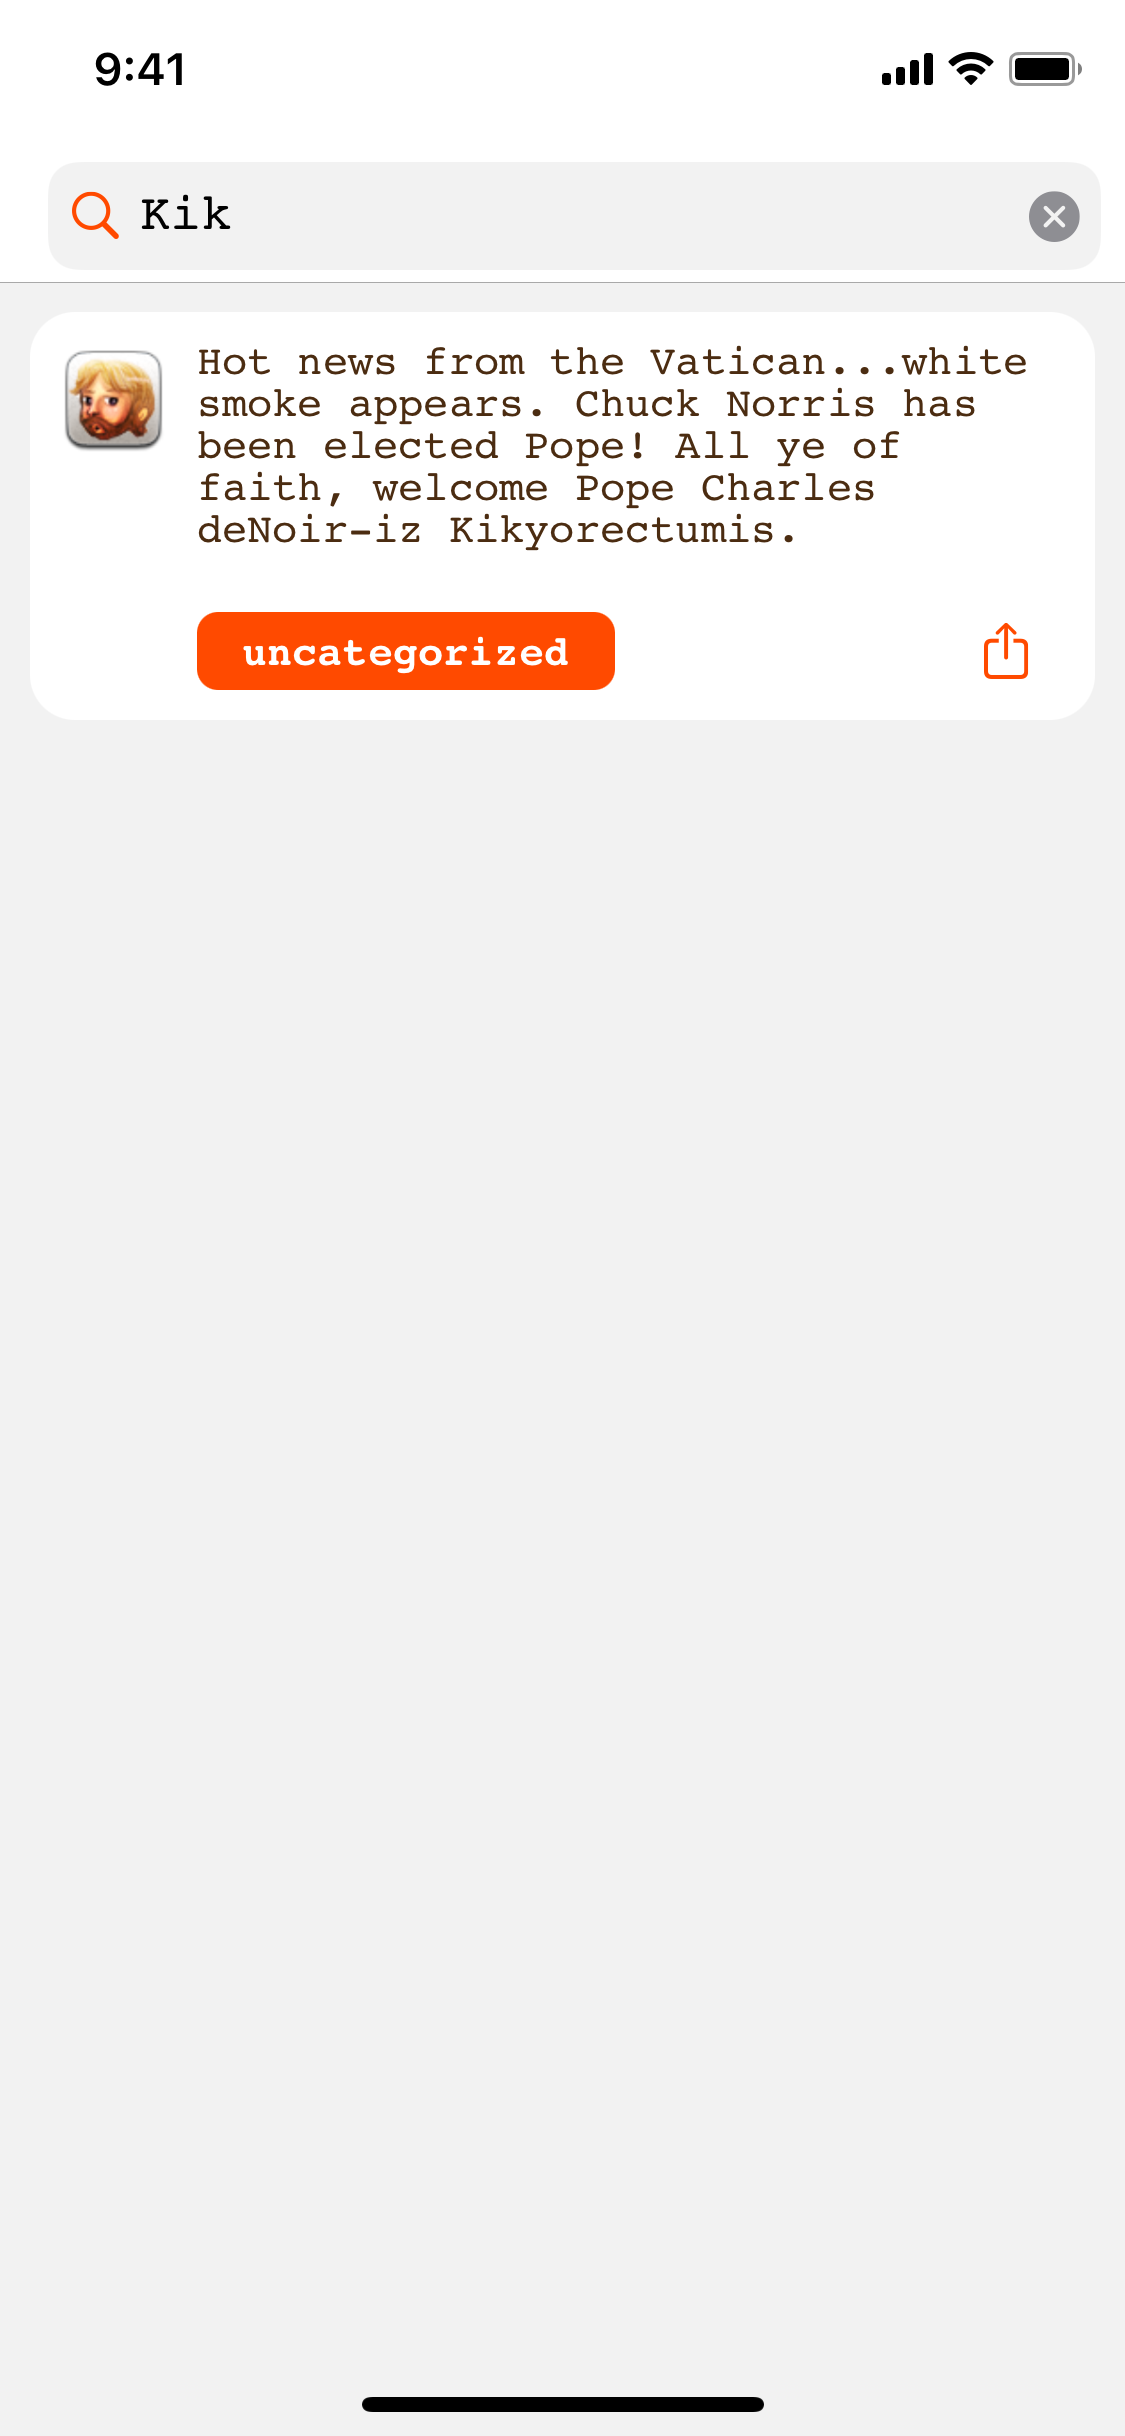 9:41
Kik
Hot news from the Vatican...white
smoke appears. Chuck Norris has
been elected Pope! All ye of
faith, welcome Pope Charles
deNoir-iz Kikyorectumis.
uncategorized